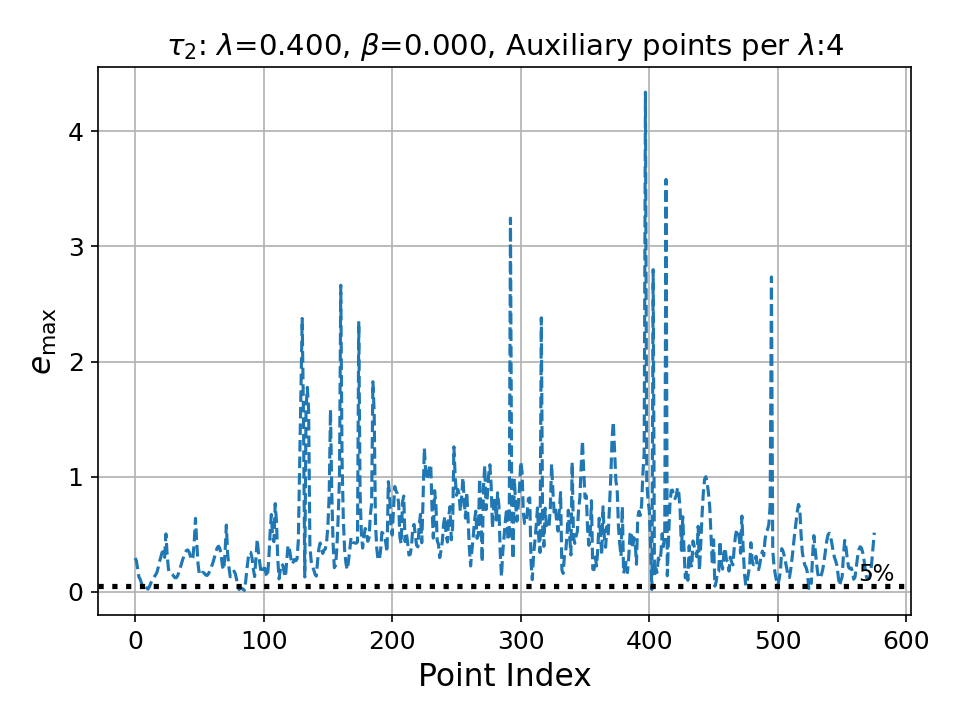 τ₂: λ=0.400, β=0.000, Auxiliary points per λ:4
e_max
4
3
2
1
0
5%
0 100 200 300 400 500 600
Point Index